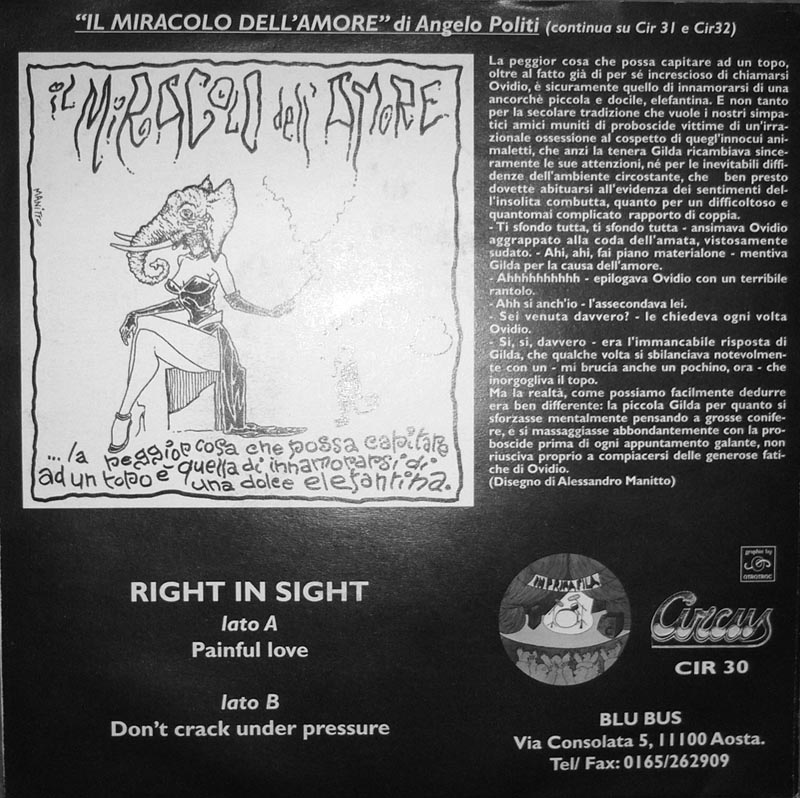 “IL MIRACOLO DELL’AMORE” di Angelo Politi (continua su Cir 31 e Cir32)
il MiRACOLO dell' AMORE
MANITTO
... la peggior cosa che possa capitare
ad un topo è quella di innamorarsi di
una dolce elefantina.
La peggior cosa che possa capitare ad un topo,
oltre al fatto già di per sé increscioso di chiamarsi
Ovidio, è sicuramente quello di innamorarsi di una
ancorchè piccola e docile, elefantina. E non tanto
per la secolare tradizione che vuole i nostri simpa-
tici amici muniti di proboscide vittime di un'irra-
zionale ossessione al cospetto di quegl'innocui ani-
maletti, che anzi la tenera Gilda ricambiava since-
ramente le sue attenzioni, né per le inevitabili diffi-
denze dell'ambiente circostante, che ben presto
dovette abituarsi all'evidenza dei sentimenti del-
l'insolita combutta, quanto per un difficoltoso e
quantomai complicato rapporto di coppia.
- Ti sfondo tutta, ti sfondo tutta - ansimava Ovidio
aggrappato alla coda dell'amata, vistosamente
sudato. - Ahi, ahi, fai piano materialone - mentiva
Gilda per la causa dell'amore.
- Ahhhhhhhhhh - epilogava Ovidio con un terribile
rantolo.
- Ahh si anch'io - l'assecondava lei.
- Sei venuta davvero? - le chiedeva ogni volta
Ovidio.
- Si, si, davvero - era l'immancabile risposta di
Gilda, che qualche volta si sbilanciava notevolmen-
te con un - mi brucia anche un pochino, ora - che
inorgogliva il topo.
Ma la realtà, come possiamo facilmente dedurre
era ben differente: la piccola Gilda per quanto si
sforzasse mentalmente pensando a grosse conife-
re, e si massaggiasse abbondantemente con la pro-
boscide prima di ogni appuntamento galante, non
riusciva proprio a compiacersi delle generose fati-
che di Ovidio.
(Disegno di Alessandro Manitto)
RIGHT IN SIGHT
lato A
Painful love
lato B
Don't crack under pressure
IN PRIMA FILA
graphic by
OTROTROC
Circus
CIR 30
BLU BUS
Via Consolata 5, 11100 Aosta.
Tel/ Fax: 0165/262909